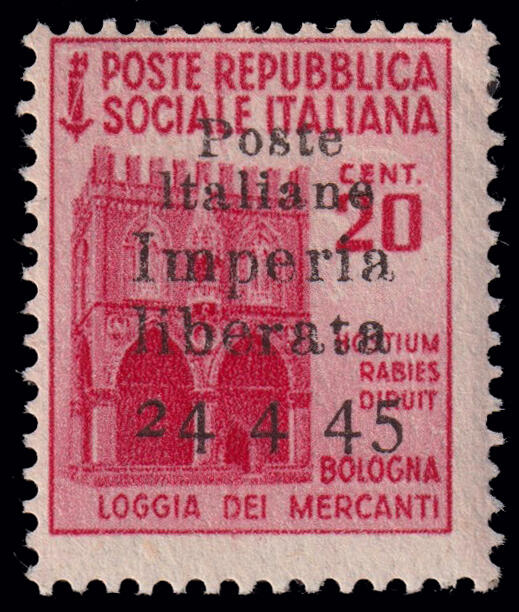 POSTE REPUBBLICA
SOCIALE ITALIANA
Poste
Italiane
Imperia
liberata
24 4 45
CENT.
20
HOSTIUM
RABIES
DIRUIT
BOLOGNA
LOGGIA DEI MERCANTI